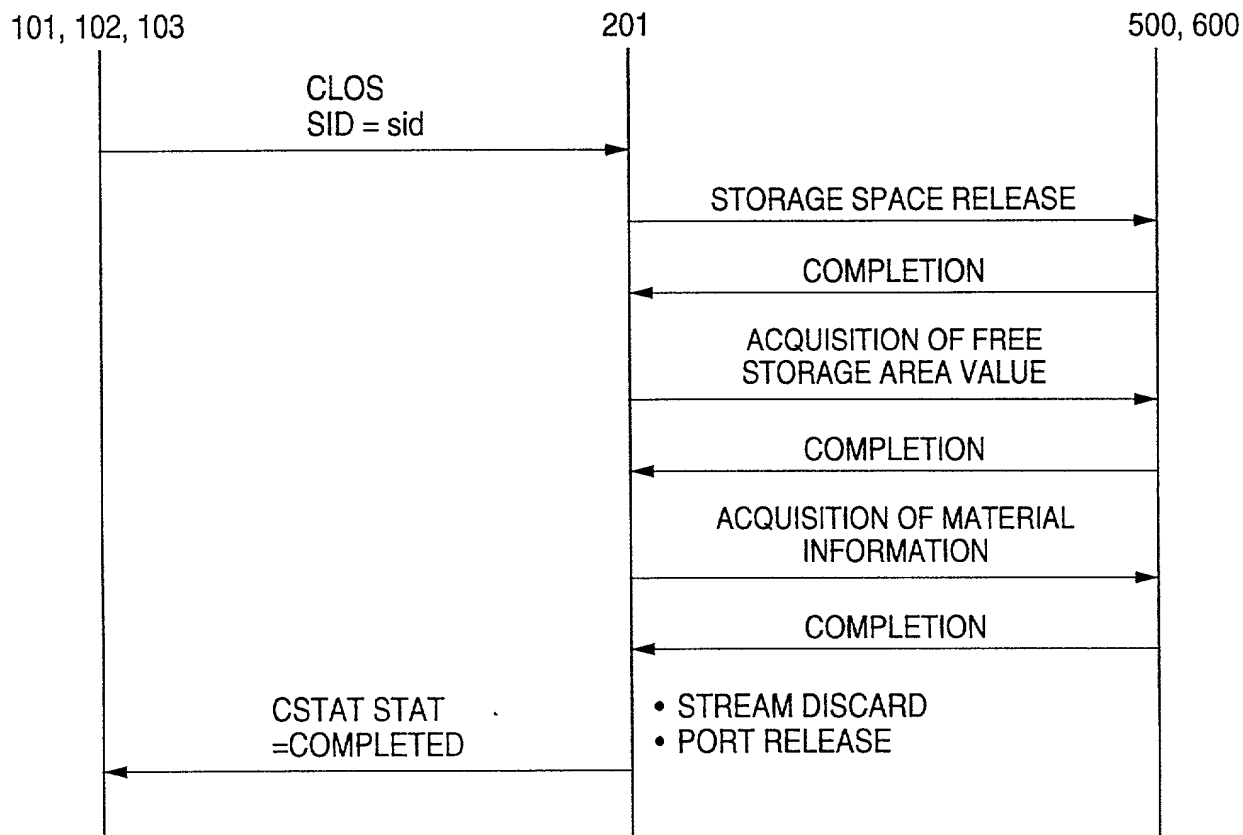 101, 102, 103
201
500, 600
CLOS
SID = sid
STORAGE SPACE RELEASE
COMPLETION
ACQUISITION OF FREE
STORAGE AREA VALUE
COMPLETION
ACQUISITION OF MATERIAL
INFORMATION
COMPLETION
CSTAT STAT
=COMPLETED
• STREAM DISCARD
• PORT RELEASE